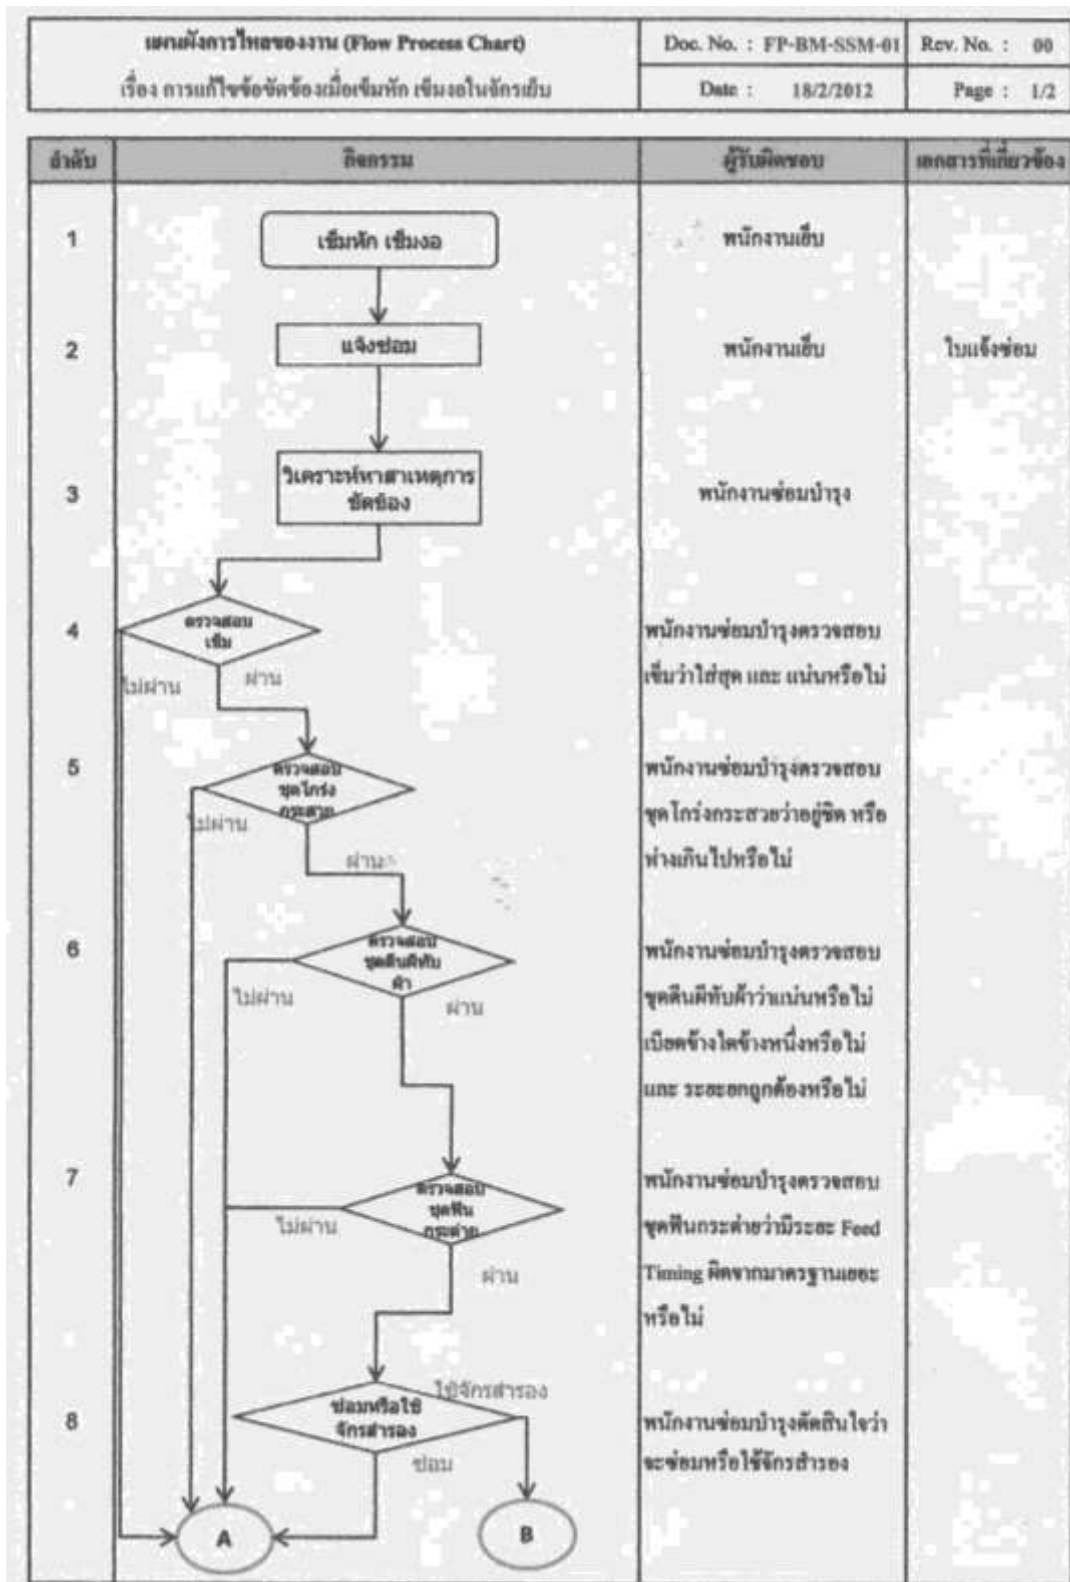 แผนผังการไหลของงาน (Flow Process Chart)
เรื่อง การแก้ไขข้อขัดข้องเมื่อเข็มหัก เข็มงอในจักรเย็บ
Doc. No. : FP-BM-SSM-01
Rev. No. : 00
Date : 18/2/2012
Page : 1/2
ลำดับ
กิจกรรม
ผู้รับผิดชอบ
เอกสารที่เกี่ยวข้อง
1
เข็มหัก เข็มงอ
พนักงานเย็บ
2
แจ้งซ่อม
พนักงานเย็บ
ใบแจ้งซ่อม
3
วิเคราะห์หาสาเหตุการ
ขัดข้อง
พนักงานซ่อมบำรุง
4
ตรวจสอบ
เข็ม
ไม่ผ่าน
ผ่าน
พนักงานซ่อมบำรุงตรวจสอบ
เข็มว่าใส่สุด และ แน่นหรือไม่
5
ตรวจสอบ
ชุดโกร่ง
กระสวย
ไม่ผ่าน
ผ่าน
พนักงานซ่อมบำรุงตรวจสอบ
ชุดโกร่งกระสวยว่าอยู่ชิด หรือ
ห่างเกินไปหรือไม่
6
ตรวจสอบ
ชุดตีนผีทับ
ผ้า
ไม่ผ่าน
ผ่าน
พนักงานซ่อมบำรุงตรวจสอบ
ชุดตีนผีทับผ้าว่าแน่นหรือไม่
เบียดข้างใดข้างหนึ่งหรือไม่
และ ระยะยกถูกต้องหรือไม่
7
ตรวจสอบ
ชุดฟัน
กระต่าย
ไม่ผ่าน
ผ่าน
พนักงานซ่อมบำรุงตรวจสอบ
ชุดฟันกระต่ายว่ามีระยะ Feed
Timing ผิดจากมาตรฐานเยอะ
หรือไม่
8
ซ่อมหรือใช้
จักรสำรอง
ใช้จักรสำรอง
ซ่อม
พนักงานซ่อมบำรุงตัดสินใจว่า
จะซ่อมหรือใช้จักรสำรอง
A
B